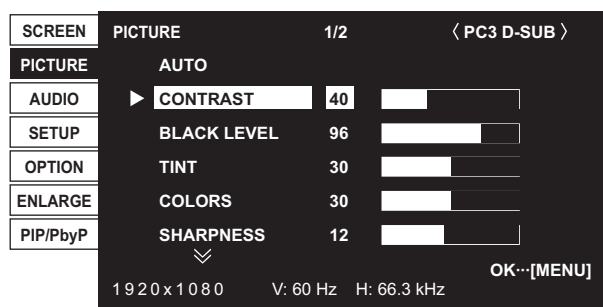 SCREEN
PICTURE
AUDIO
SETUP
OPTION
ENLARGE
PIP/PbyP
PICTURE 1/2 〈 PC3 D-SUB 〉
AUTO
CONTRAST 40
BLACK LEVEL 96
TINT 30
COLORS 30
SHARPNESS 12
OK···[MENU]
1920x1080 V: 60 Hz H: 66.3 kHz